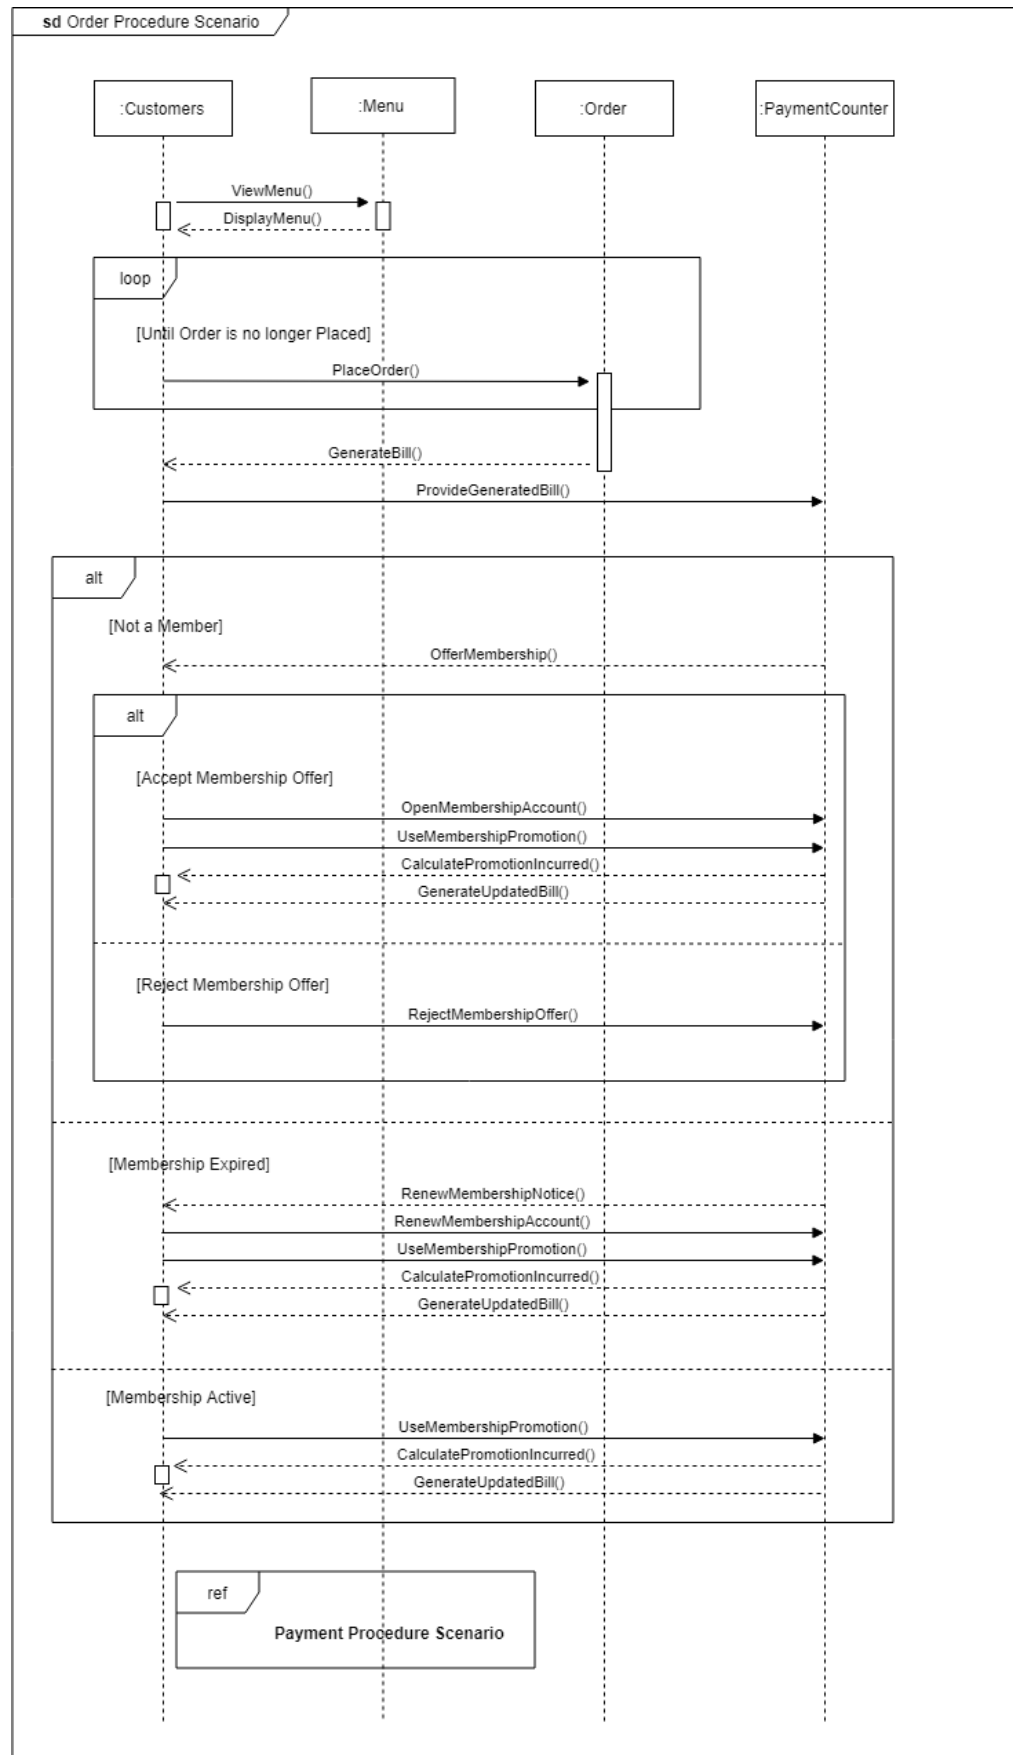 sd Order Procedure Scenario
:Customers
:Menu
:Order
:PaymentCounter
ViewMenu()
DisplayMenu()
loop
[Until Order is no longer Placed]
PlaceOrder()
GenerateBill()
ProvideGeneratedBill()
alt
[Not a Member]
OfferMembership()
alt
[Accept Membership Offer]
OpenMembershipAccount()
UseMembershipPromotion()
CalculatePromotionIncurred()
GenerateUpdatedBill()
[Reject Membership Offer]
RejectMembershipOffer()
[Membership Expired]
RenewMembershipNotice()
RenewMembershipAccount()
UseMembershipPromotion()
CalculatePromotionIncurred()
GenerateUpdatedBill()
[Membership Active]
UseMembershipPromotion()
CalculatePromotionIncurred()
GenerateUpdatedBill()
ref
Payment Procedure Scenario